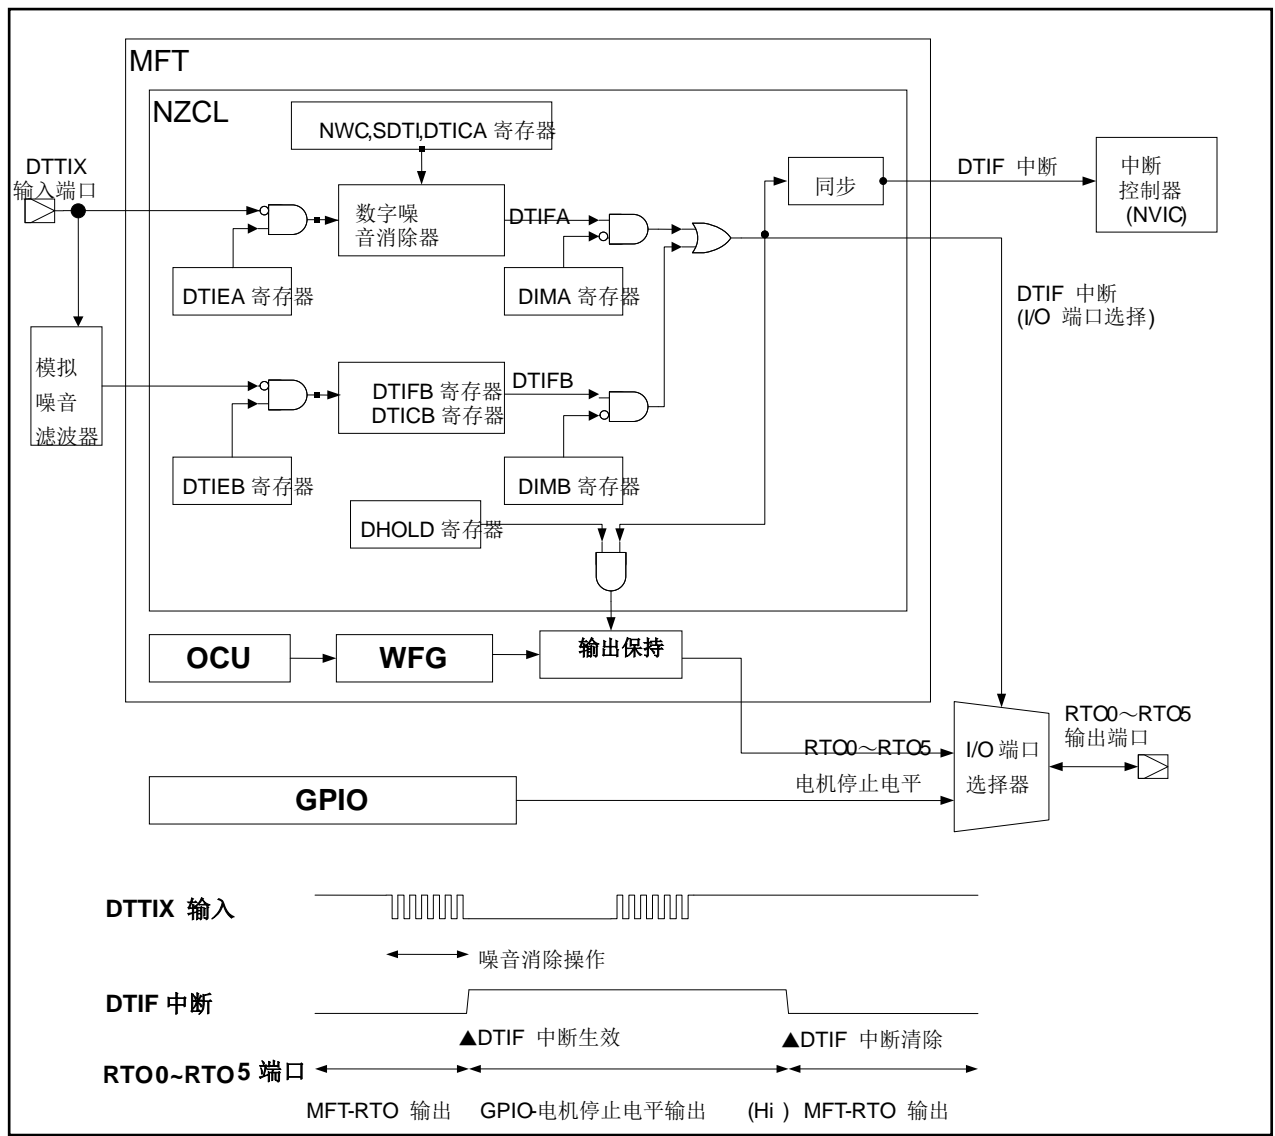 MFT
NZCL
NWC,SDTI,DTICA 寄存器
DTTIX
输入端口
同步
DTIF 中断
中断
控制器
(NVIC)
数字噪
音消除器
DTIFA
DTIEA 寄存器
DIMA 寄存器
DTIF 中断
(I/O 端口选择)
模拟
噪音
滤波器
DTIFB 寄存器
DTICB 寄存器
DTIFB
DTIEB 寄存器
DIMB 寄存器
DHOLD 寄存器
OCU
WFG
输出保持
RTO0～RTO5
电机停止电平
I/O 端口
选择器
RTO0～RTO5
输出端口
GPIO
DTTIX 输入
噪音消除操作
DTIF 中断
▲DTIF 中断生效
▲DTIF 中断清除
RTO0~RTO5 端口
MFT-RTO 输出
GPIO-电机停止电平输出 (Hi )
MFT-RTO 输出